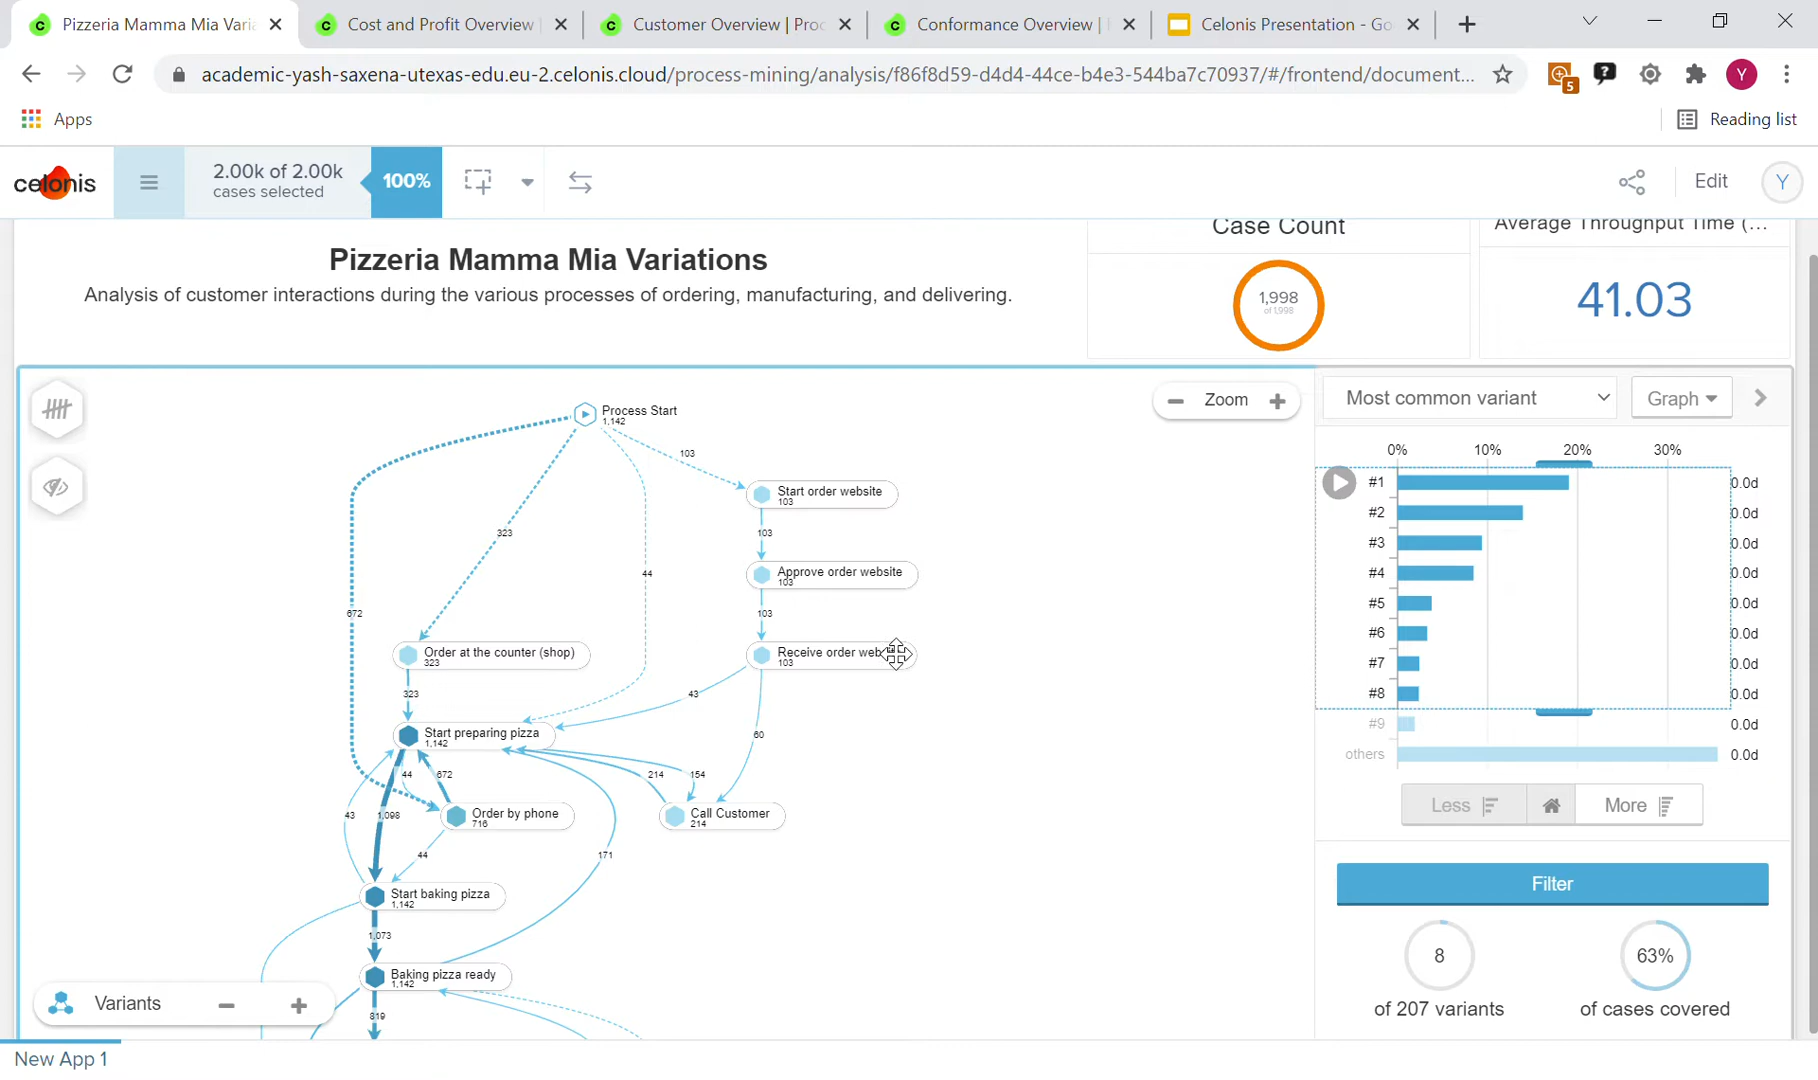 Pizzeria Mamma Mia Varia
Cost and Profit Overview
Customer Overview | Proc
Conformance Overview |
Celonis Presentation - Go
academic-yash-saxena-utexas-edu.eu-2.celonis.cloud/process-mining/analysis/f86f8d59-d4d4-44ce-b4e3-544ba7c70937/#/frontend/document...
5
Y
Apps
Reading list
celonis
2.00k of 2.00k
cases selected
100%
Edit
Y
Pizzeria Mamma Mia Variations
Analysis of customer interactions during the various processes of ordering, manufacturing, and delivering.
Case Count
1,998
of 1,998
Average Throughput Time (...
41.03
Process Start
1,142
Zoom
103
Start order website
103
323
103
44
Approve order website
103
672
103
Order at the counter (shop)
323
Receive order web
103
323
43
Start preparing pizza
1,142
60
44
672
214
154
43
1,098
Order by phone
716
Call Customer
214
44
171
Start baking pizza
1,142
1,073
Baking pizza ready
1,142
819
Variants
Most common variant
Graph
0%
10%
20%
30%
#1
0.0d
#2
0.0d
#3
0.0d
#4
0.0d
#5
0.0d
#6
0.0d
#7
0.0d
#8
0.0d
#9
0.0d
others
0.0d
Less
More
Filter
8
of 207 variants
63%
of cases covered
New App 1